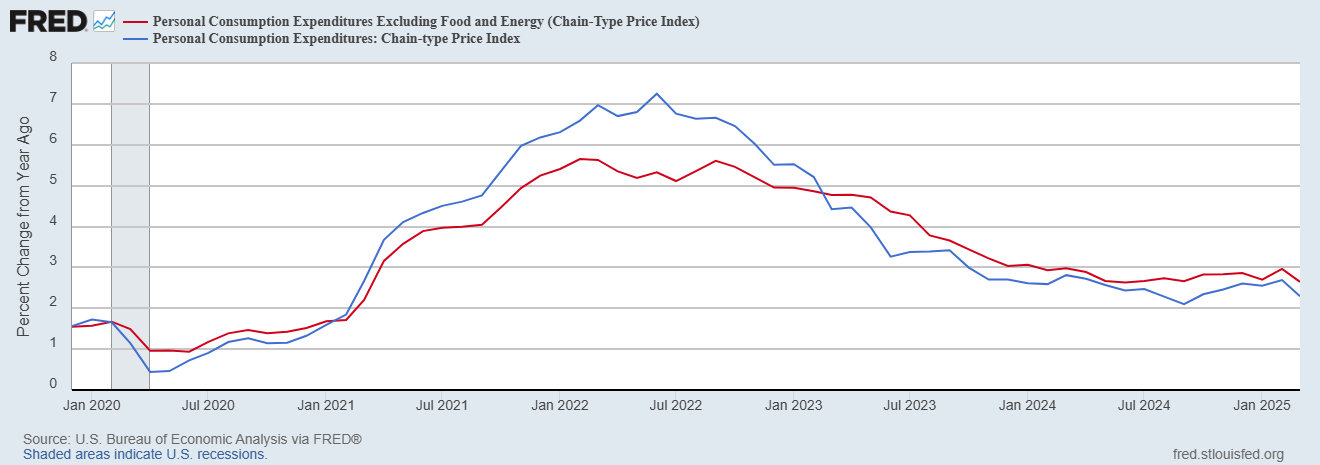 FRED®
Personal Consumption Expenditures Excluding Food and Energy (Chain-Type Price Index)
Personal Consumption Expenditures: Chain-type Price Index
Percent Change from Year Ago
8
7
6
5
4
3
2
1
0
Jan 2020 Jul 2020 Jan 2021 Jul 2021 Jan 2022 Jul 2022 Jan 2023 Jul 2023 Jan 2024 Jul 2024 Jan 2025
Source: U.S. Bureau of Economic Analysis via FRED®
Shaded areas indicate U.S. recessions.
fred.stlouisfed.org